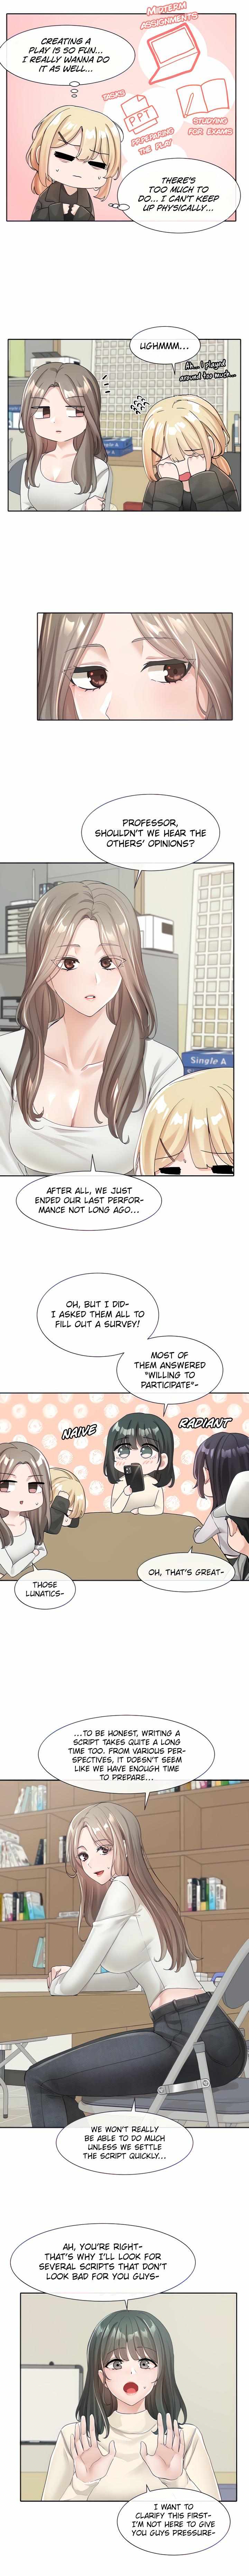 MIDTERM
ASSIGNMENTS
CREATING A
PLAY IS SO FUN...
I REALLY WANNA DO
IT AS WELL...
TASKS
PPT
STUDYING
FOR EXAMS
PREPARING
THE PLAY
THERE'S
TOO MUCH TO
DO... I CAN'T KEEP
UP PHYSICALLY...
UGHMMM...
Ah... I played
around too much...
PROFESSOR,
SHOULDN'T WE HEAR THE
OTHERS' OPINIONS?
Single A
AFTER ALL, WE JUST
ENDED OUR LAST PERFOR-
MANCE NOT LONG AGO...
OH, BUT I DID-
I ASKED THEM ALL TO
FILL OUT A SURVEY!
MOST OF
THEM ANSWERED
"WILLING TO
PARTICIPATE"-
NAIVE
RADIANT
OH, THAT'S GREAT-
THOSE
LUNATICS-
...TO BE HONEST, WRITING A
SCRIPT TAKES QUITE A LONG
TIME TOO. FROM VARIOUS PER-
SPECTIVES, IT DOESN'T SEEM
LIKE WE HAVE ENOUGH TIME
TO PREPARE...
WE WON'T REALLY
BE ABLE TO DO MUCH
UNLESS WE SETTLE
THE SCRIPT QUICKLY...
AH, YOU'RE RIGHT-
THAT'S WHY I'LL LOOK FOR
SEVERAL SCRIPTS THAT DON'T
LOOK BAD FOR YOU GUYS-
I WANT TO
CLARIFY THIS FIRST-
I'M NOT HERE TO GIVE
YOU GUYS PRESSURE-